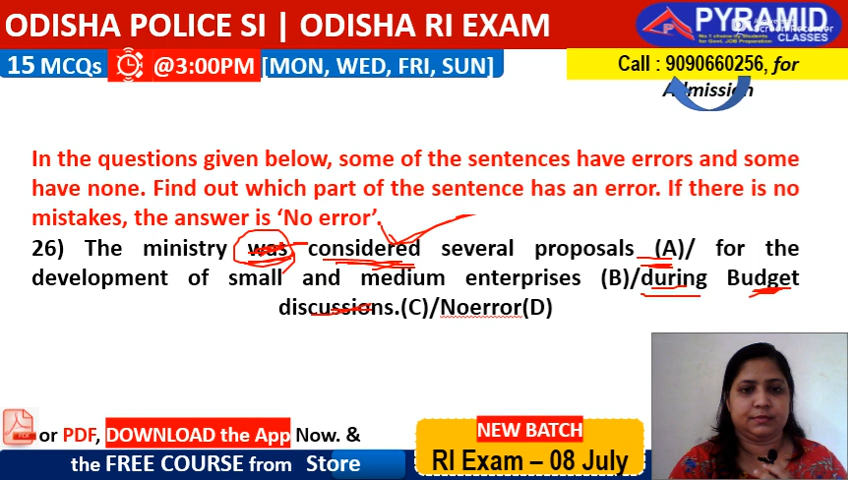 ODISHA POLICE SI | ODISHA RI EXAM
PYRAMID
CLASSES
15 MCQs @3:00PM [MON, WED, FRI, SUN]
Call : 9090660256, for
Admission
In the questions given below, some of the sentences have errors and some
have none. Find out which part of the sentence has an error. If there is no
mistakes, the answer is ‘No error’.
26) The ministry was considered several proposals (A)/ for the
development of small and medium enterprises (B)/during Budget
discussions.(C)/Noerror(D)
PDF
or PDF, DOWNLOAD the App Now. &
the FREE COURSE from Store
NEW BATCH
RI Exam – 08 July